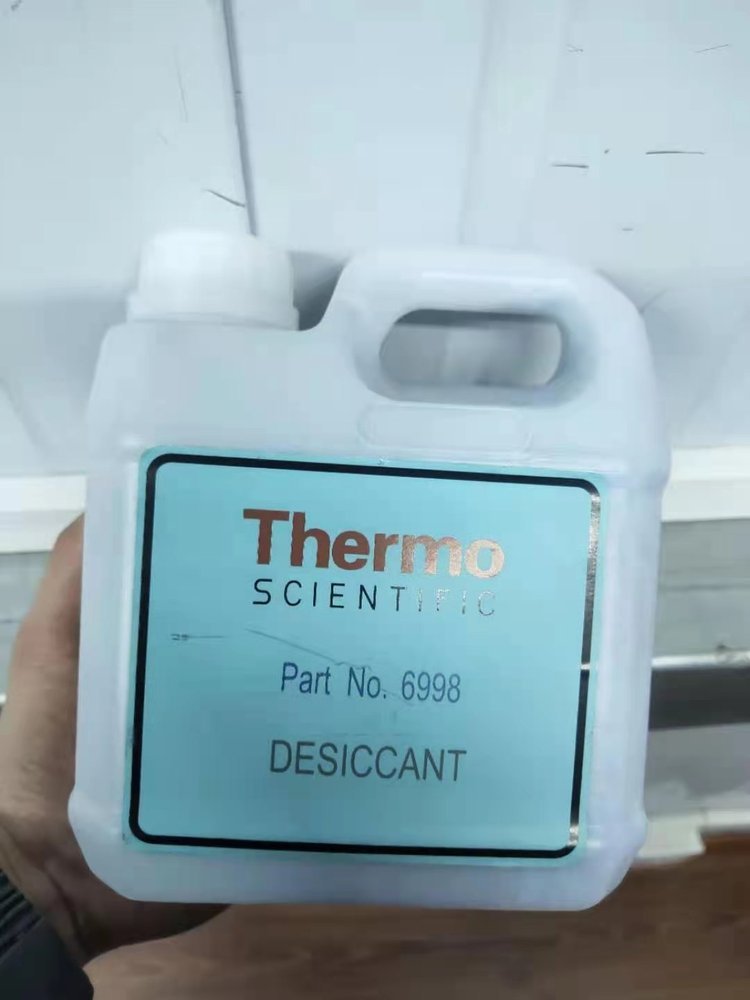 Thermo
SCIENTIFIC
Part No. 6998
DESICCANT